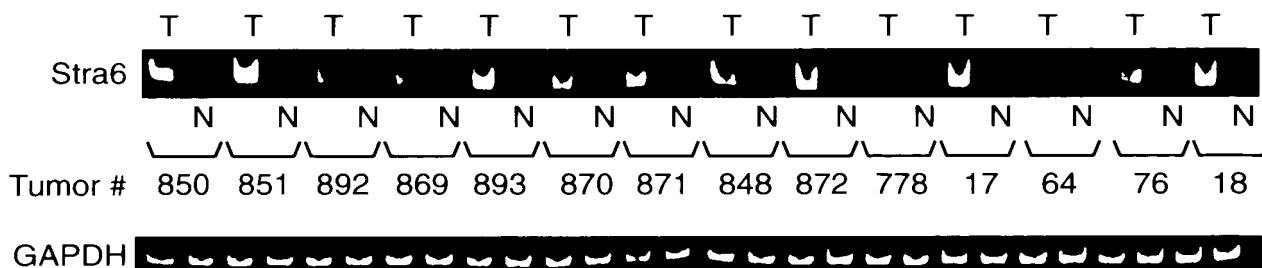 T T T T T T T T T T T T T T
Stra6
N N N N N N N N N N N N N N
Tumor # 850 851 892 869 893 870 871 848 872 778 17 64 76 18
GAPDH